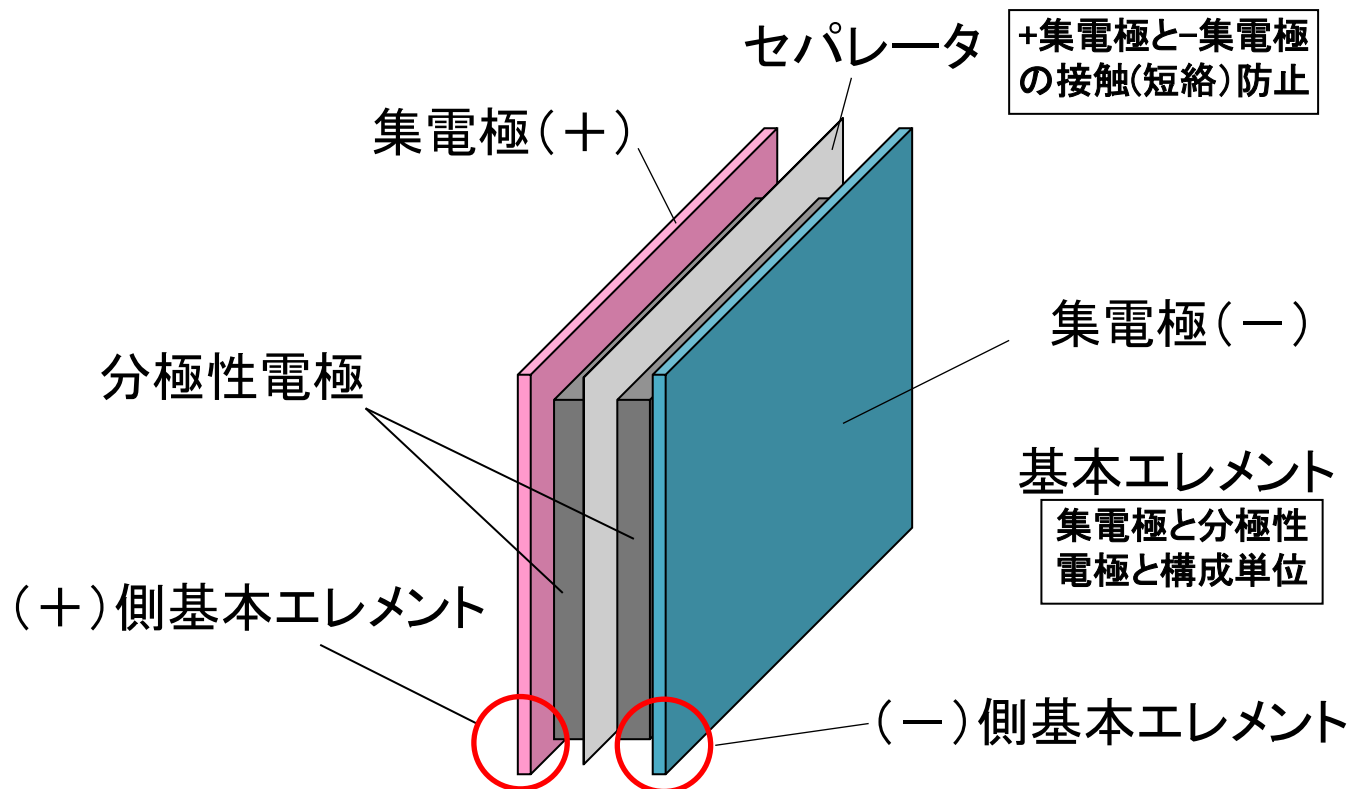 セパレータ
+集電極と-集電極
の接触(短絡)防止
集電極(+)
集電極(-)
分極性電極
基本エレメント
集電極と分極性
電極と構成単位
(+)側基本エレメント
(-)側基本エレメント